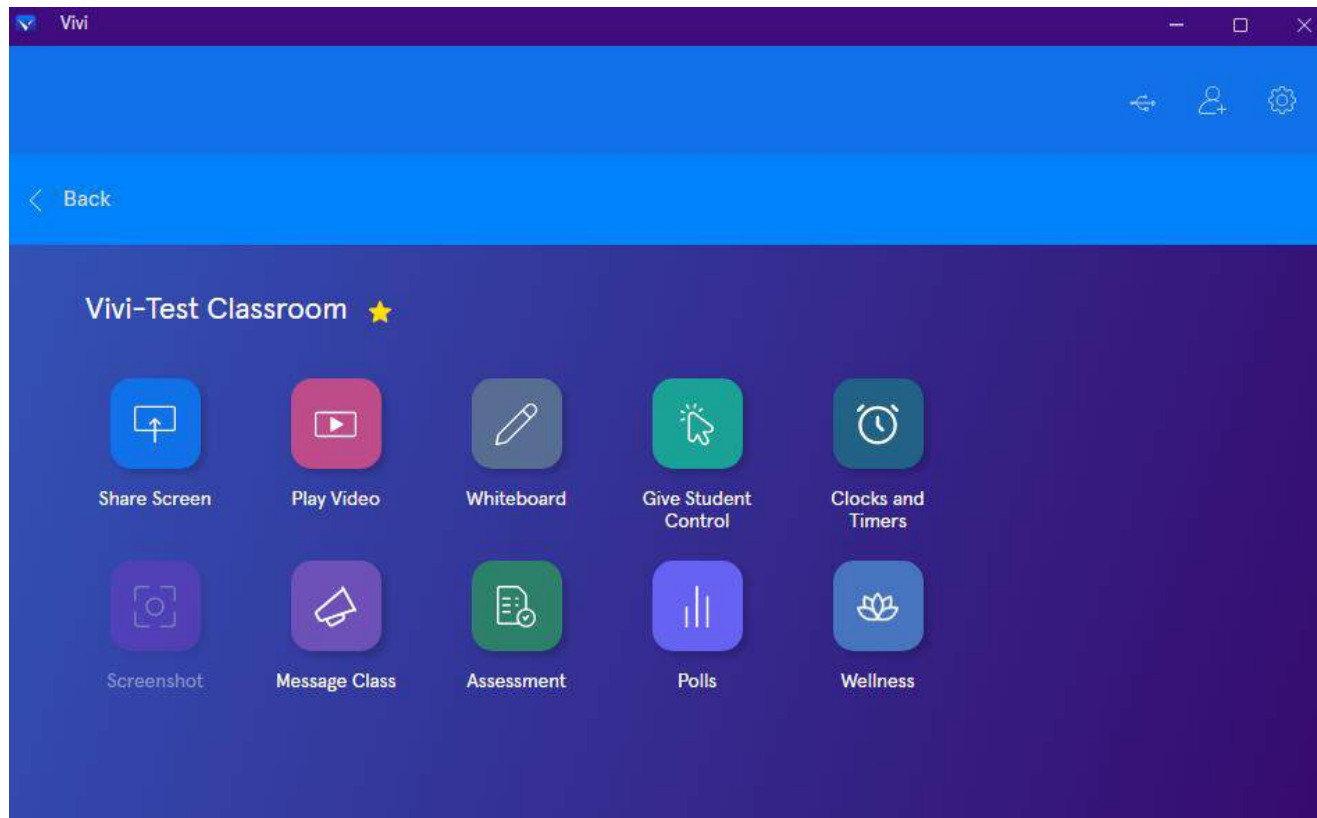 Vivi
Back
Vivi-Test Classroom
Share Screen
Play Video
Whiteboard
Give Student
Control
Clocks and
Timers
Screenshot
Message Class
Assessment
Polls
Wellness